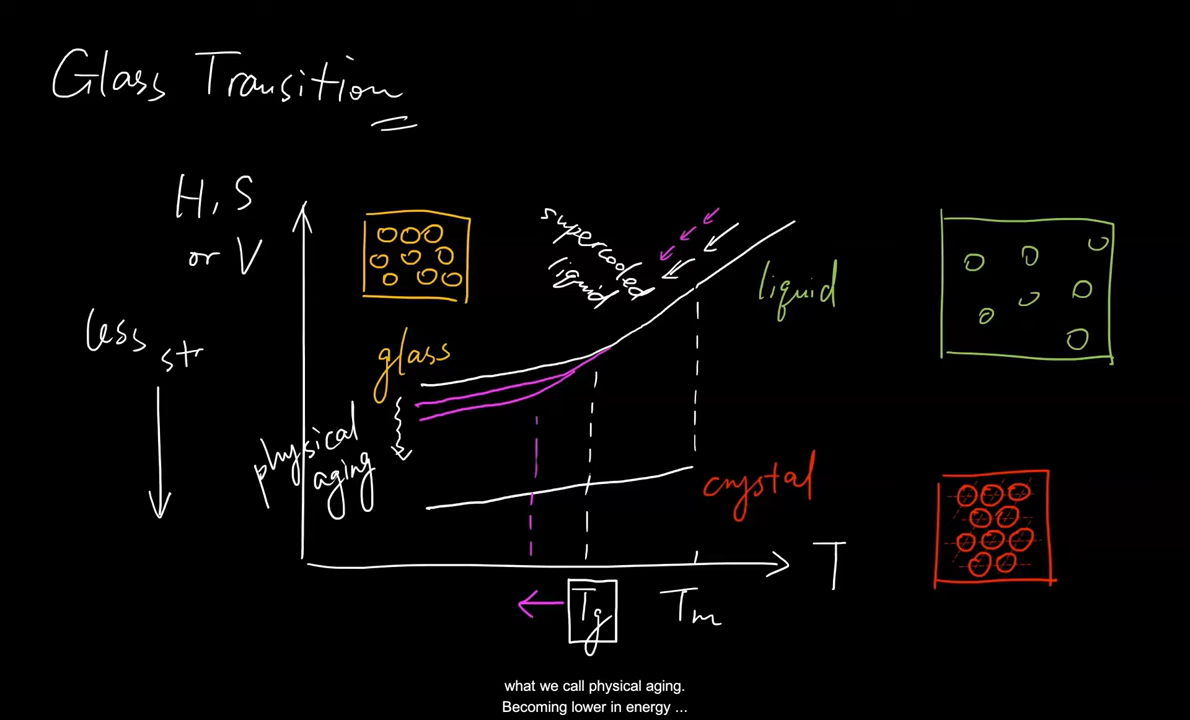 Glass Transition
H, S
or V
less str
glass
physical
aging
supercooled
liquid
liquid
crystal
T
Tg
Tm
what we call physical aging.
Becoming lower in energy ...